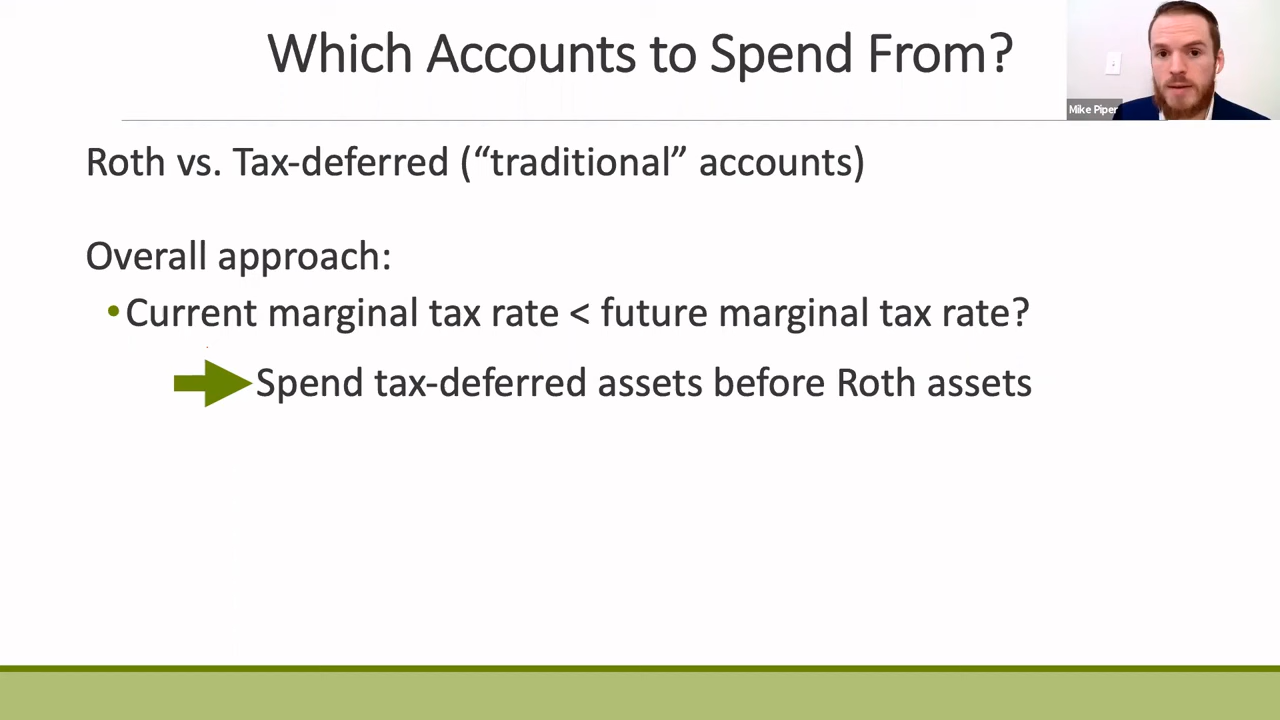 Which Accounts to Spend From?
Mike Piper
Roth vs. Tax-deferred (“traditional” accounts)
Overall approach:
•Current marginal tax rate < future marginal tax rate?
Spend tax-deferred assets before Roth assets